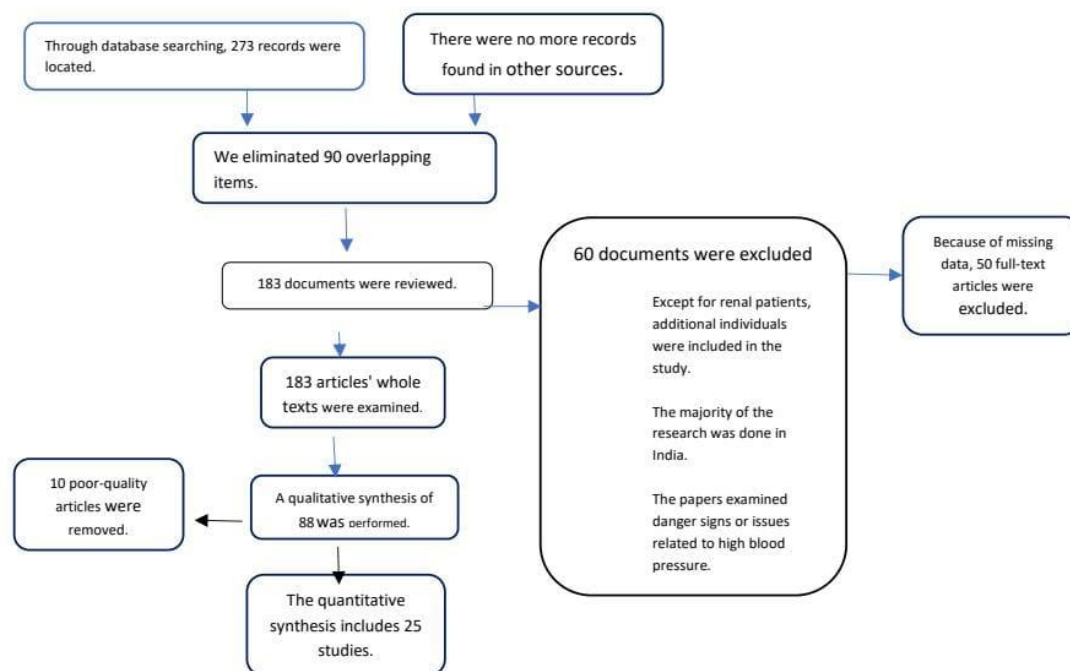 Through database searching, 273 records were
located.
There were no more records
found in other sources.
We eliminated 90 overlapping
items.
183 documents were reviewed.
60 documents were excluded
Except for renal patients,
additional individuals
were included in the
study.
The majority of the
research was done in
India.
The papers examined
danger signs or issues
related to high blood
pressure.
Because of missing
data, 50 full-text
articles were
excluded.
183 articles' whole
texts were examined.
10 poor-quality
articles were
removed.
A qualitative synthesis of
88 was performed.
The quantitative
synthesis includes 25
studies.